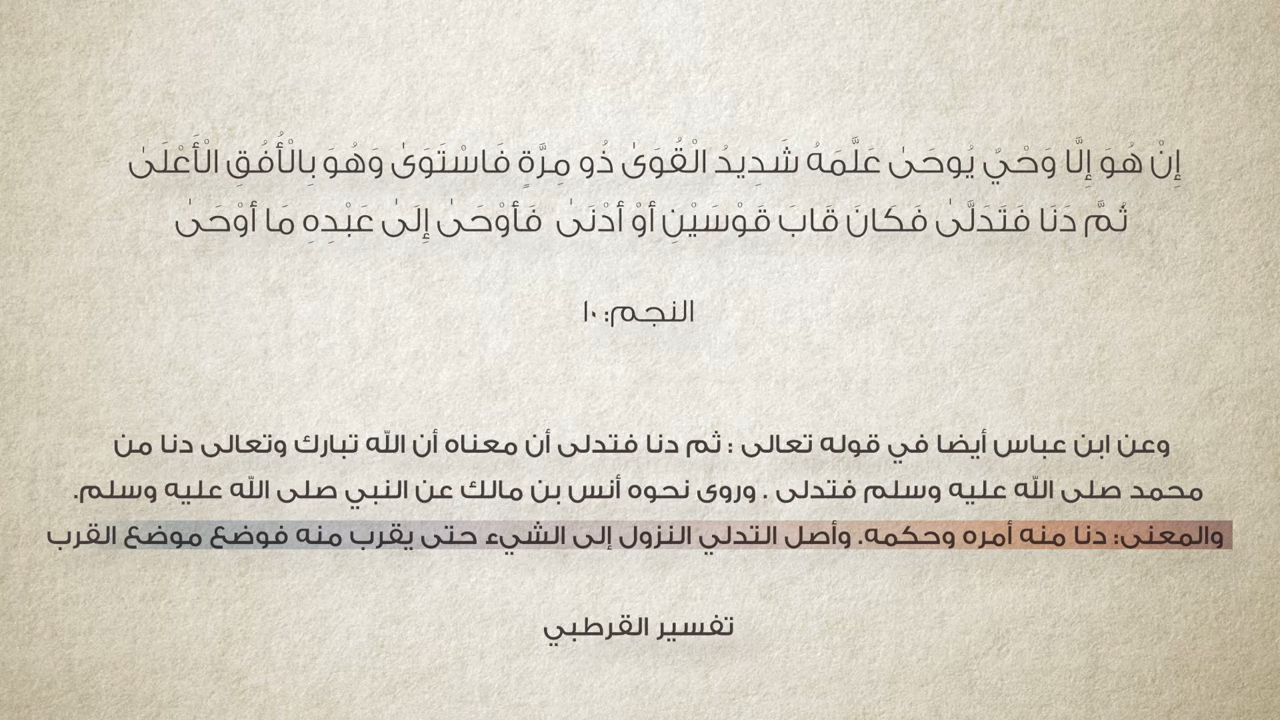 إِنْ هُوَ إِلَّا وَحْيٌ يُوحَىٰ عَلَّمَهُ شَدِيدُ الْقُوَىٰ ذُو مِرَّةٍ فَاسْتَوَىٰ وَهُوَ بِالْأُفُقِ الْأَعْلَىٰ
ثُمَّ دَنَا فَتَدَلَّىٰ فَكَانَ قَابَ قَوْسَيْنِ أَوْ أَدْنَىٰ فَأَوْحَىٰ إِلَىٰ عَبْدِهِ مَا أَوْحَىٰ
النجم: ١٠
وعن ابن عباس أيضا في قوله تعالى : ثم دنا فتدلى أن معناه أن الله تبارك وتعالى دنا من
محمد صلى الله عليه وسلم فتدلى . وروى نحوه أنس بن مالك عن النبي صلى الله عليه وسلم.
والمعنى: دنا منه أمره وحكمه. وأصل التدلي النزول إلى الشيء حتى يقرب منه فوضع موضع القرب
تفسير القرطبي